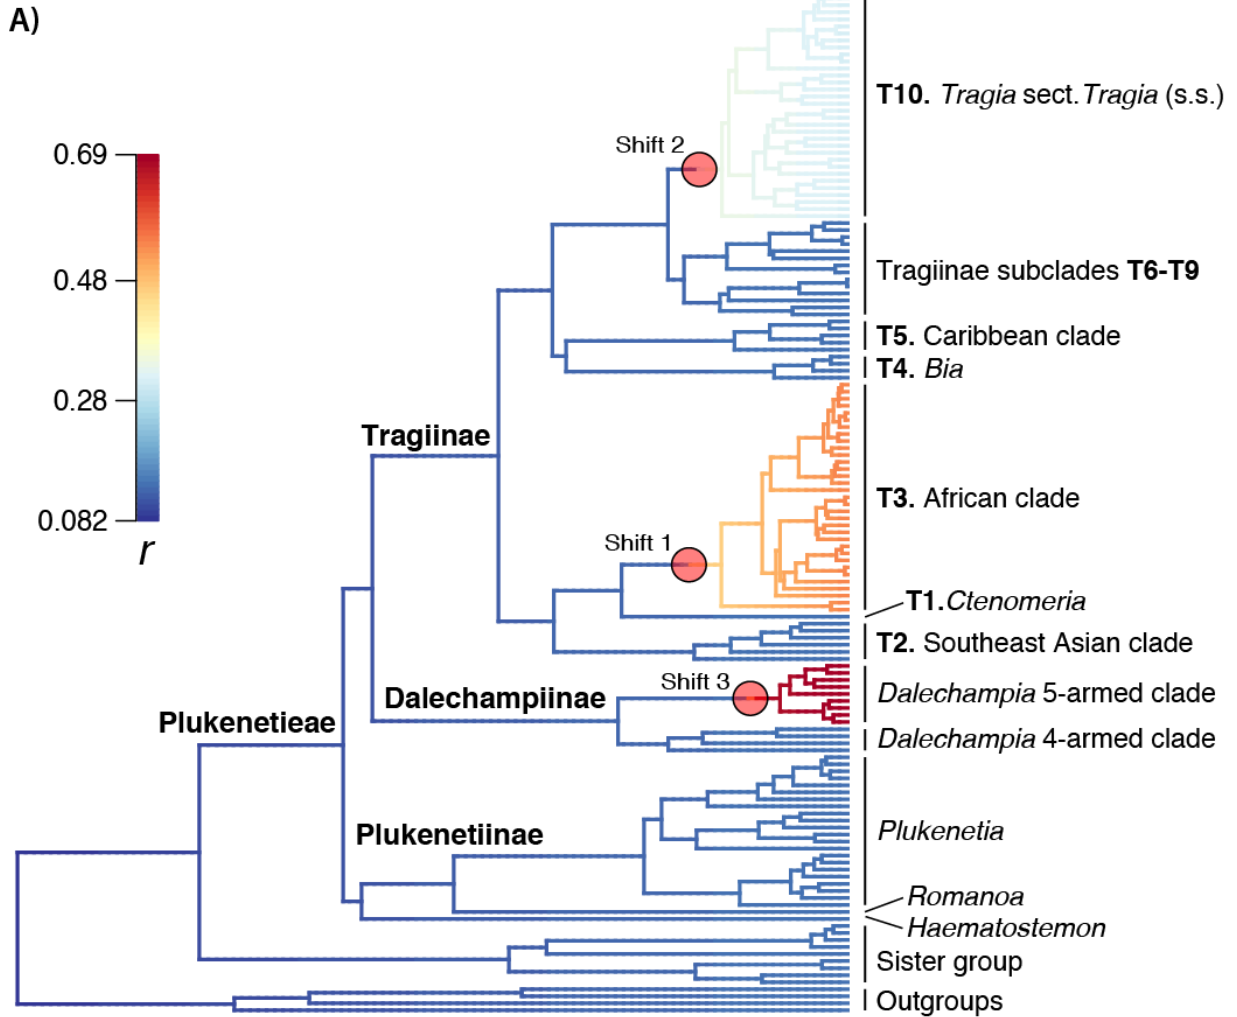 A)
T10. Tragia sect.Tragia (s.s.)
Shift 2
0.69
0.48
0.28
0.082
r
Tragiinae subclades T6-T9
T5. Caribbean clade
T4. Bia
Tragiinae
T3. African clade
Shift 1
T1.Ctenomeria
T2. Southeast Asian clade
Shift 3
Dalechampiinae
Dalechampia 5-armed clade
Plukenetieae
Dalechampia 4-armed clade
Plukenetiinae
Plukenetia
Romanoa
Haematostemon
Sister group
Outgroups